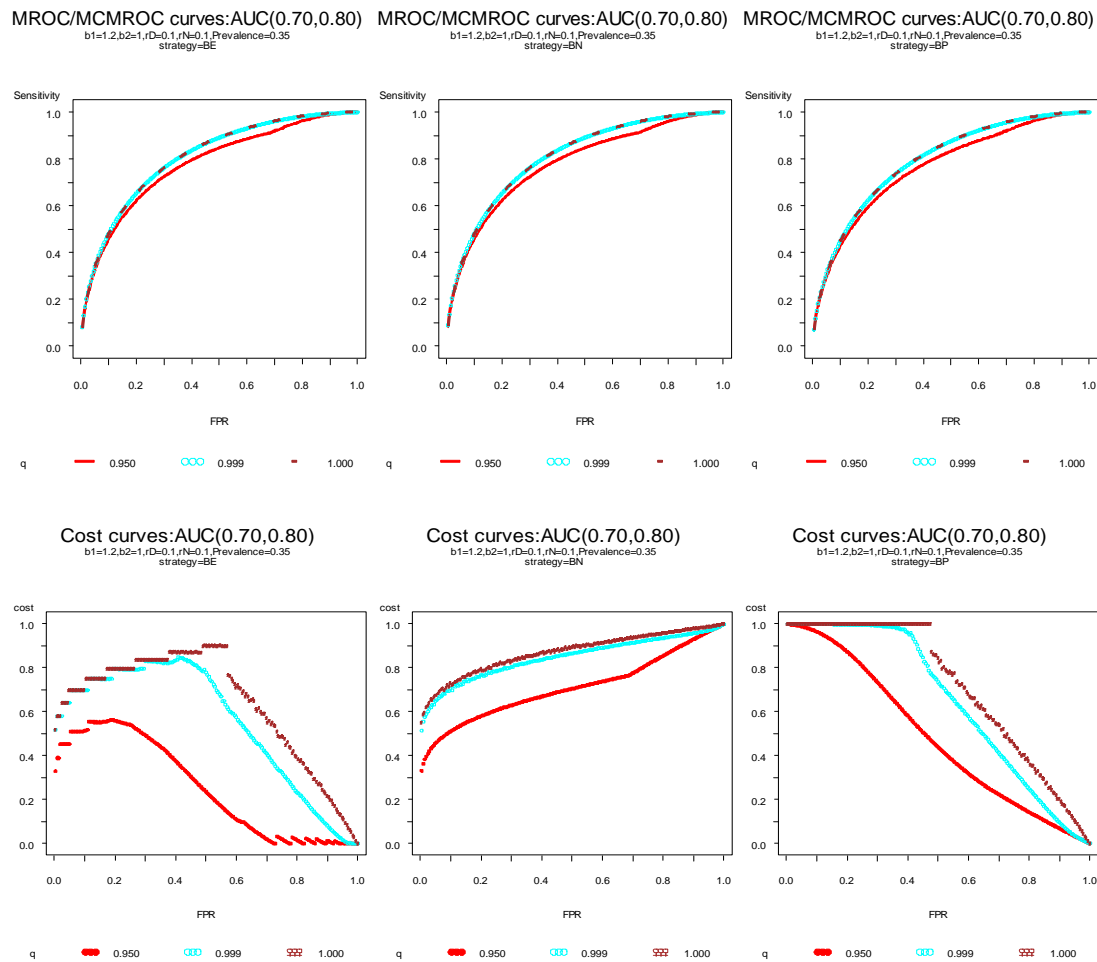 MROC/MCMROC curves:AUC(0.70,0.80)
b1=1.2,b2=1,rD=0.1,rN=0.1,Prevalence=0.35
strategy=BE
Sensitivity
1.0
0.8
0.6
0.4
0.2
0.0
0.0 0.2 0.4 0.6 0.8 1.0
FPR
q 0.950 0.999 1.000
MROC/MCMROC curves:AUC(0.70,0.80)
b1=1.2,b2=1,rD=0.1,rN=0.1,Prevalence=0.35
strategy=BN
Sensitivity
1.0
0.8
0.6
0.4
0.2
0.0
0.0 0.2 0.4 0.6 0.8 1.0
FPR
q 0.950 0.999 1.000
MROC/MCMROC curves:AUC(0.70,0.80)
b1=1.2,b2=1,rD=0.1,rN=0.1,Prevalence=0.35
strategy=BP
Sensitivity
1.0
0.8
0.6
0.4
0.2
0.0
0.0 0.2 0.4 0.6 0.8 1.0
FPR
q 0.950 0.999 1.000
Cost curves:AUC(0.70,0.80)
b1=1.2,b2=1,rD=0.1,rN=0.1,Prevalence=0.35
strategy=BE
cost
1.0
0.8
0.6
0.4
0.2
0.0
0.0 0.2 0.4 0.6 0.8 1.0
FPR
q 0.950 0.999 1.000
Cost curves:AUC(0.70,0.80)
b1=1.2,b2=1,rD=0.1,rN=0.1,Prevalence=0.35
strategy=BN
cost
1.0
0.8
0.6
0.4
0.2
0.0
0.0 0.2 0.4 0.6 0.8 1.0
FPR
q 0.950 0.999 1.000
Cost curves:AUC(0.70,0.80)
b1=1.2,b2=1,rD=0.1,rN=0.1,Prevalence=0.35
strategy=BP
cost
1.0
0.8
0.6
0.4
0.2
0.0
0.0 0.2 0.4 0.6 0.8 1.0
FPR
q 0.950 0.999 1.000